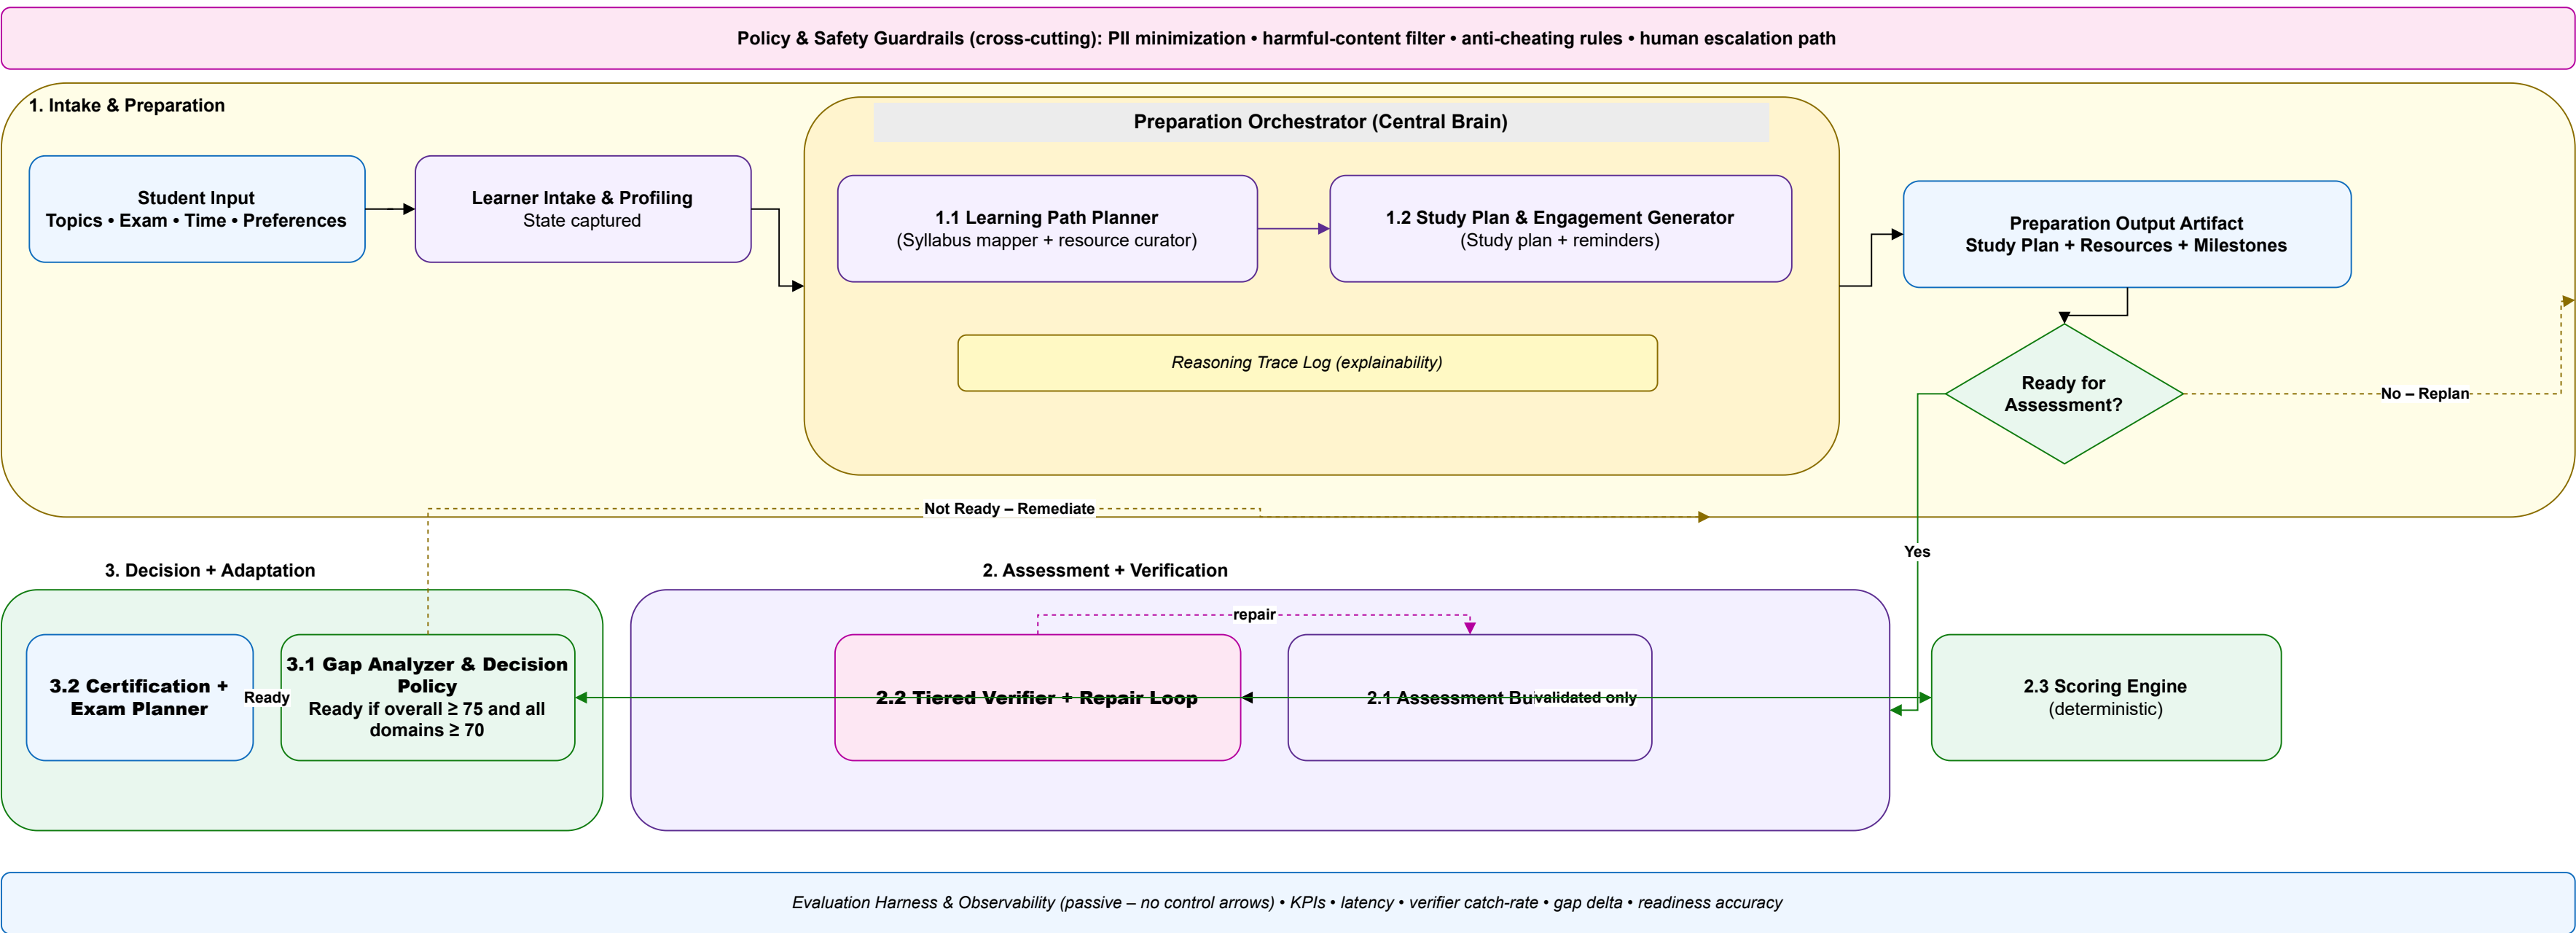 Policy & Safety Guardrails (cross-cutting): PII minimization • harmful-content filter • anti-cheating rules • human escalation path
1. Intake & Preparation
Preparation Orchestrator (Central Brain)
Student Input
Topics • Exam • Time • Preferences
Learner Intake & Profiling
State captured
1.1 Learning Path Planner
(Syllabus mapper + resource curator)
1.2 Study Plan & Engagement Generator
(Study plan + reminders)
Preparation Output Artifact
Study Plan + Resources + Milestones
Reasoning Trace Log (explainability)
Ready for
Assessment?
No – Replan
Not Ready – Remediate
Yes
3. Decision + Adaptation
2. Assessment + Verification
repair
3.2 Certification +
Exam Planner
Ready
3.1 Gap Analyzer & Decision
Policy
Ready if overall ≥ 75 and all
domains ≥ 70
2.2 Tiered Verifier + Repair Loop
2.1 Assessment
validated only
2.3 Scoring Engine
(deterministic)
Evaluation Harness & Observability (passive – no control arrows) • KPIs • latency • verifier catch-rate • gap delta • readiness accuracy